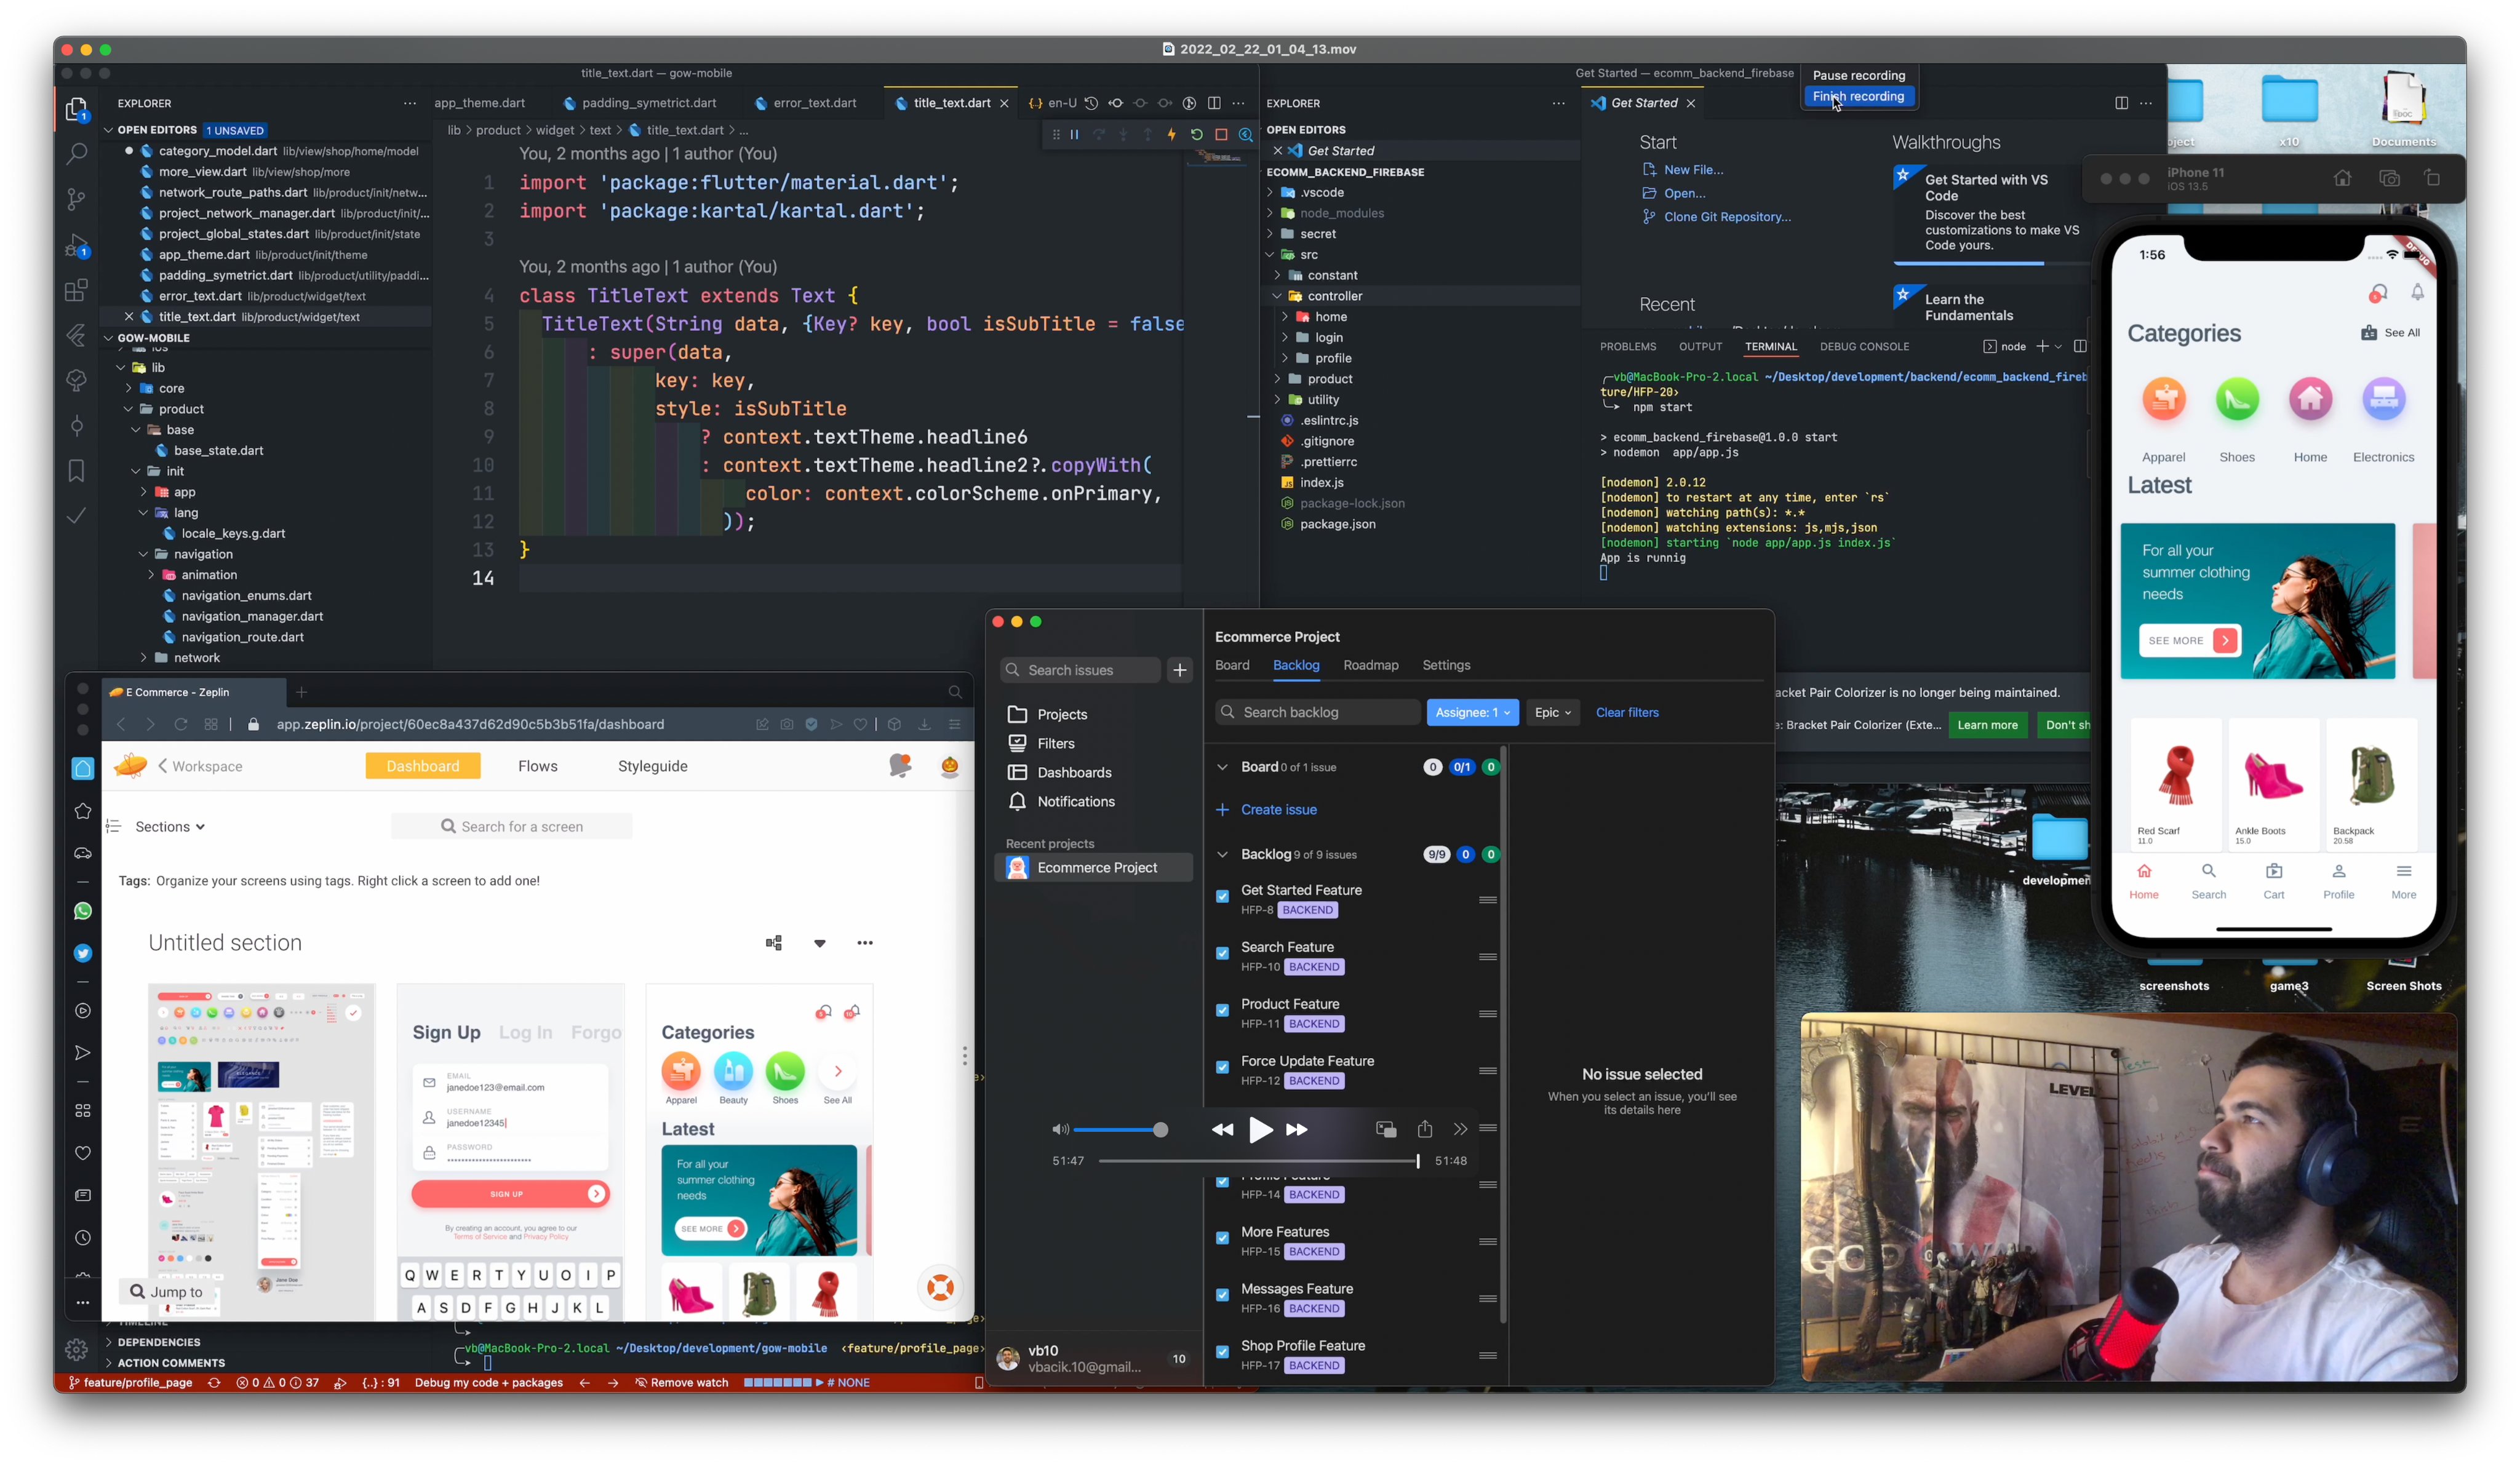 2022_02_22_01_04_13.mov
title_text.dart — gow-mobile
EXPLORER
OPEN EDITORS 1 UNSAVED
category_model.dart lib/view/shop/home/model
more_view.dart lib/view/shop/more
network_route_paths.dart lib/product/init/netw...
project_network_manager.dart lib/product/init/...
project_global_states.dart lib/product/init/state
app_theme.dart lib/product/init/theme
padding_symetrict.dart lib/product/utility/paddi...
error_text.dart lib/product/widget/text
title_text.dart lib/product/widget/text
GOW-MOBILE
ios
lib
core
product
base
base_state.dart
init
app
lang
locale_keys.g.dart
navigation
animation
navigation_enums.dart
navigation_manager.dart
navigation_route.dart
network
app_theme.dart
padding_symetrict.dart
error_text.dart
title_text.dart
en-U
lib > product > widget > text > title_text.dart > ...
You, 2 months ago | 1 author (You)
1 import 'package:flutter/material.dart';
2 import 'package:kartal/kartal.dart';
3
You, 2 months ago | 1 author (You)
4 class TitleText extends Text {
5 TitleText(String data, {Key? key, bool isSubTitle = false
6 : super(data,
7 key: key,
8 style: isSubTitle
9 ? context.textTheme.headline6
10 : context.textTheme.headline2?.copyWith(
11 color: context.colorScheme.onPrimary,
12 ));
13 }
14
Get Started — ecomm_backend_firebase
Pause recording
Finish recording
EXPLORER
OPEN EDITORS
Get Started
ECOMM_BACKEND_FIREBASE
.vscode
node_modules
secret
src
constant
controller
home
login
profile
product
utility
.eslintrc.js
.gitignore
.prettierrc
index.js
package-lock.json
package.json
Get Started
Start
New File...
Open...
Clone Git Repository...
Recent
Walkthroughs
Get Started with VS
Code
Discover the best
customizations to make VS
Code yours.
Learn the
Fundamentals
PROBLEMS
OUTPUT
TERMINAL
DEBUG CONSOLE
node
vb@MacBook-Pro-2.local ~/Desktop/development/backend/ecomm_backend_fireb
ture/HFP-20>
npm start
> ecomm_backend_firebase@1.0.0 start
> nodemon app/app.js
[nodemon] 2.0.12
[nodemon] to restart at any time, enter `rs`
[nodemon] watching path(s): *.*
[nodemon] watching extensions: js,mjs,json
[nodemon] starting `node app/app.js index.js`
App is runnig
acket Pair Colorizer is no longer being maintained.
e: Bracket Pair Colorizer (Exte...
Learn more
Don't sh
oject
x10
Documents
developmen
screenshots
game3
Screen Shots
iPhone 11
iOS 13.5
1:56
Categories
See All
Apparel
Shoes
Home
Electronics
Latest
For all your
summer clothing
needs
SEE MORE
Red Scarf
11.0
Ankle Boots
15.0
Backpack
20.58
Home
Search
Cart
Profile
More
E Commerce - Zeplin
app.zeplin.io/project/60ec8a437d62d90c5b3b51fa/dashboard
Workspace
Dashboard
Flows
Styleguide
Sections
Search for a screen
Tags: Organize your screens using tags. Right click a screen to add one!
Untitled section
Sign Up Log In Forgo
EMAIL
janedoe123@email.com
USERNAME
janedoe12345
PASSWORD
SIGN UP
By creating an account, you agree to our
Terms of Service and Privacy Policy
Q W E R T Y U O I P
A S D F G H J K L
Categories
Apparel
Beauty
Shoes
See All
Latest
For all your
summer clothing
needs
SEE MORE
Jump to
Jane Doe
TIMELINE
DEPENDENCIES
ACTION COMMENTS
vb@MacBook-Pro-2.local ~/Desktop/development/gow-mobile <feature/profile_page>
feature/profile_page
0 0 37
{..} : 91
Debug my code + packages
Remove watch
# NONE
Search issues
Projects
Filters
Dashboards
Notifications
Recent projects
Ecommerce Project
vb10
vbacik.10@gmail...
10
Ecommerce Project
Board
Backlog
Roadmap
Settings
Search backlog
Assignee: 1
Epic
Clear filters
Board 0 of 1 issue
0 0/1 0
Create issue
Backlog 9 of 9 issues
9/9 0 0
Get Started Feature
HFP-8 BACKEND
Search Feature
HFP-10 BACKEND
Product Feature
HFP-11 BACKEND
Force Update Feature
HFP-12 BACKEND
51:47
51:48
Profile Feature
HFP-14 BACKEND
More Features
HFP-15 BACKEND
Messages Feature
HFP-16 BACKEND
Shop Profile Feature
HFP-17 BACKEND
No issue selected
When you select an issue, you'll see
its details here
LEVEL
GOD
WAR